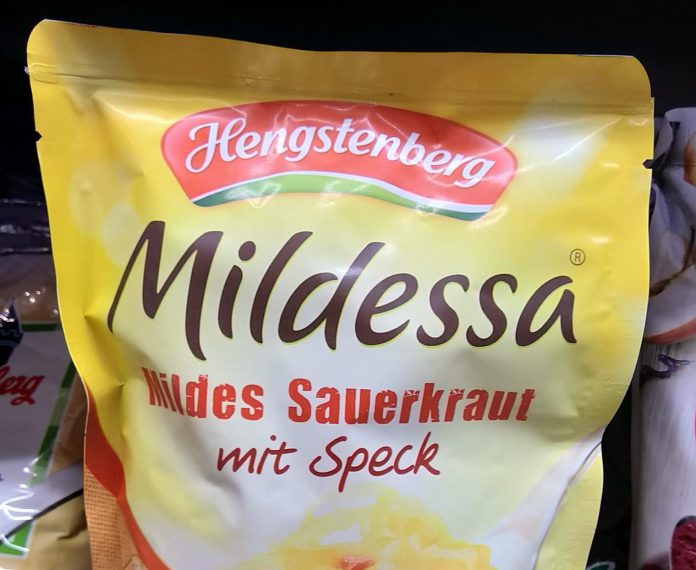 Hengstenberg
Mildessa®
Mildes Sauerkraut
mit Speck